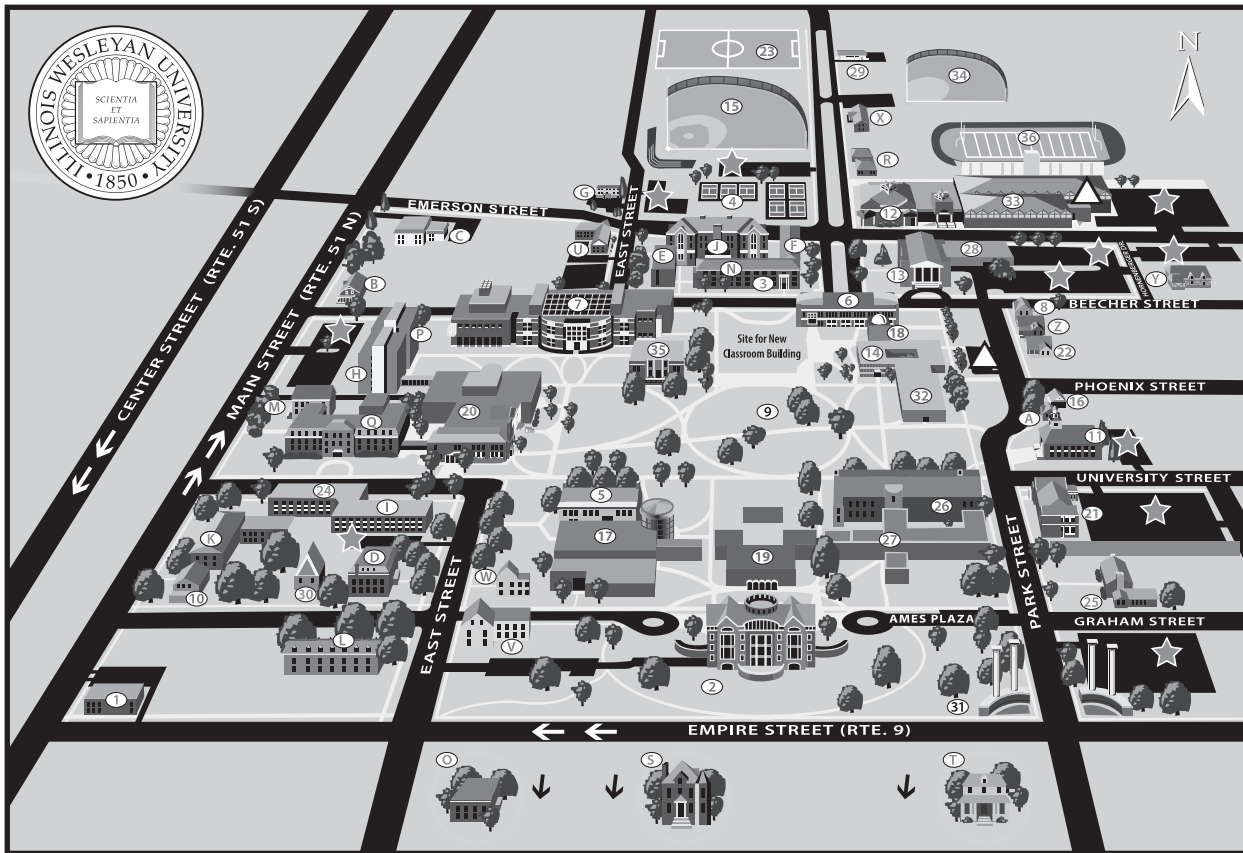 ILLINOIS WESLEYAN UNIVERSITY
• 1850 •
SCIENTIA
ET
SAPIENTIA
N
23
29
34
15
X
36
R
G
4
12
33
EMERSON STREET
C
U
EAST STREET
J
F
28
E
N
3
13
Y
HORENBERGER DR.
B
7
6
8
BEECHER STREET
P
18
Z
Site for New
Classroom Building
35
14
22
H
CENTER STREET (RTE. 51 S)
MAIN STREET (RTE. 51 N)
PHOENIX STREET
M
20
9
32
16
A
Q
11
UNIVERSITY STREET
24
5
I
26
21
K
17
27
D
19
W
10
30
25
PARK STREET
AMES PLAZA
GRAHAM STREET
V
L
EAST STREET
2
1
31
EMPIRE STREET (RTE. 9)
O
S
T